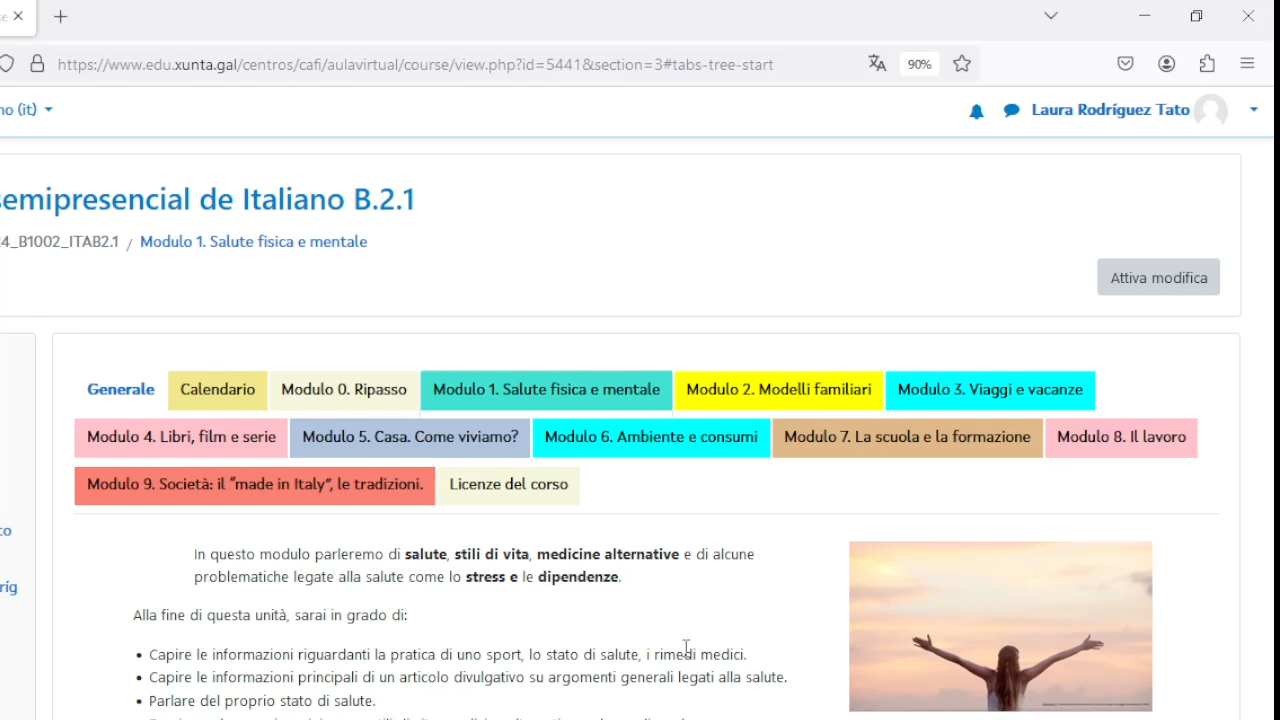 https://www.edu.xunta.gal/centros/cafi/aulavirtual/course/view.php?id=5441&section=3#tabs-tree-start
90%
no (it)
Laura Rodríguez Tato
semipresencial de Italiano B.2.1
24_B1002_ITAB2.1 / Modulo 1. Salute fisica e mentale
Attiva modifica
Generale Calendario Modulo 0. Ripasso Modulo 1. Salute fisica e mentale Modulo 2. Modelli familiari Modulo 3. Viaggi e vacanze
Modulo 4. Libri, film e serie Modulo 5. Casa. Come viviamo? Modulo 6. Ambiente e consumi Modulo 7. La scuola e la formazione Modulo 8. Il lavoro
Modulo 9. Società: il "made in Italy", le tradizioni. Licenze del corso
In questo modulo parleremo di salute, stili di vita, medicine alternative e di alcune
problematiche legate alla salute come lo stress e le dipendenze.
Alla fine di questa unità, sarai in grado di:
• Capire le informazioni riguardanti la pratica di uno sport, lo stato di salute, i rimedi medici.
• Capire le informazioni principali di un articolo divulgativo su argomenti generali legati alla salute.
• Parlare del proprio stato di salute.
to
ríg